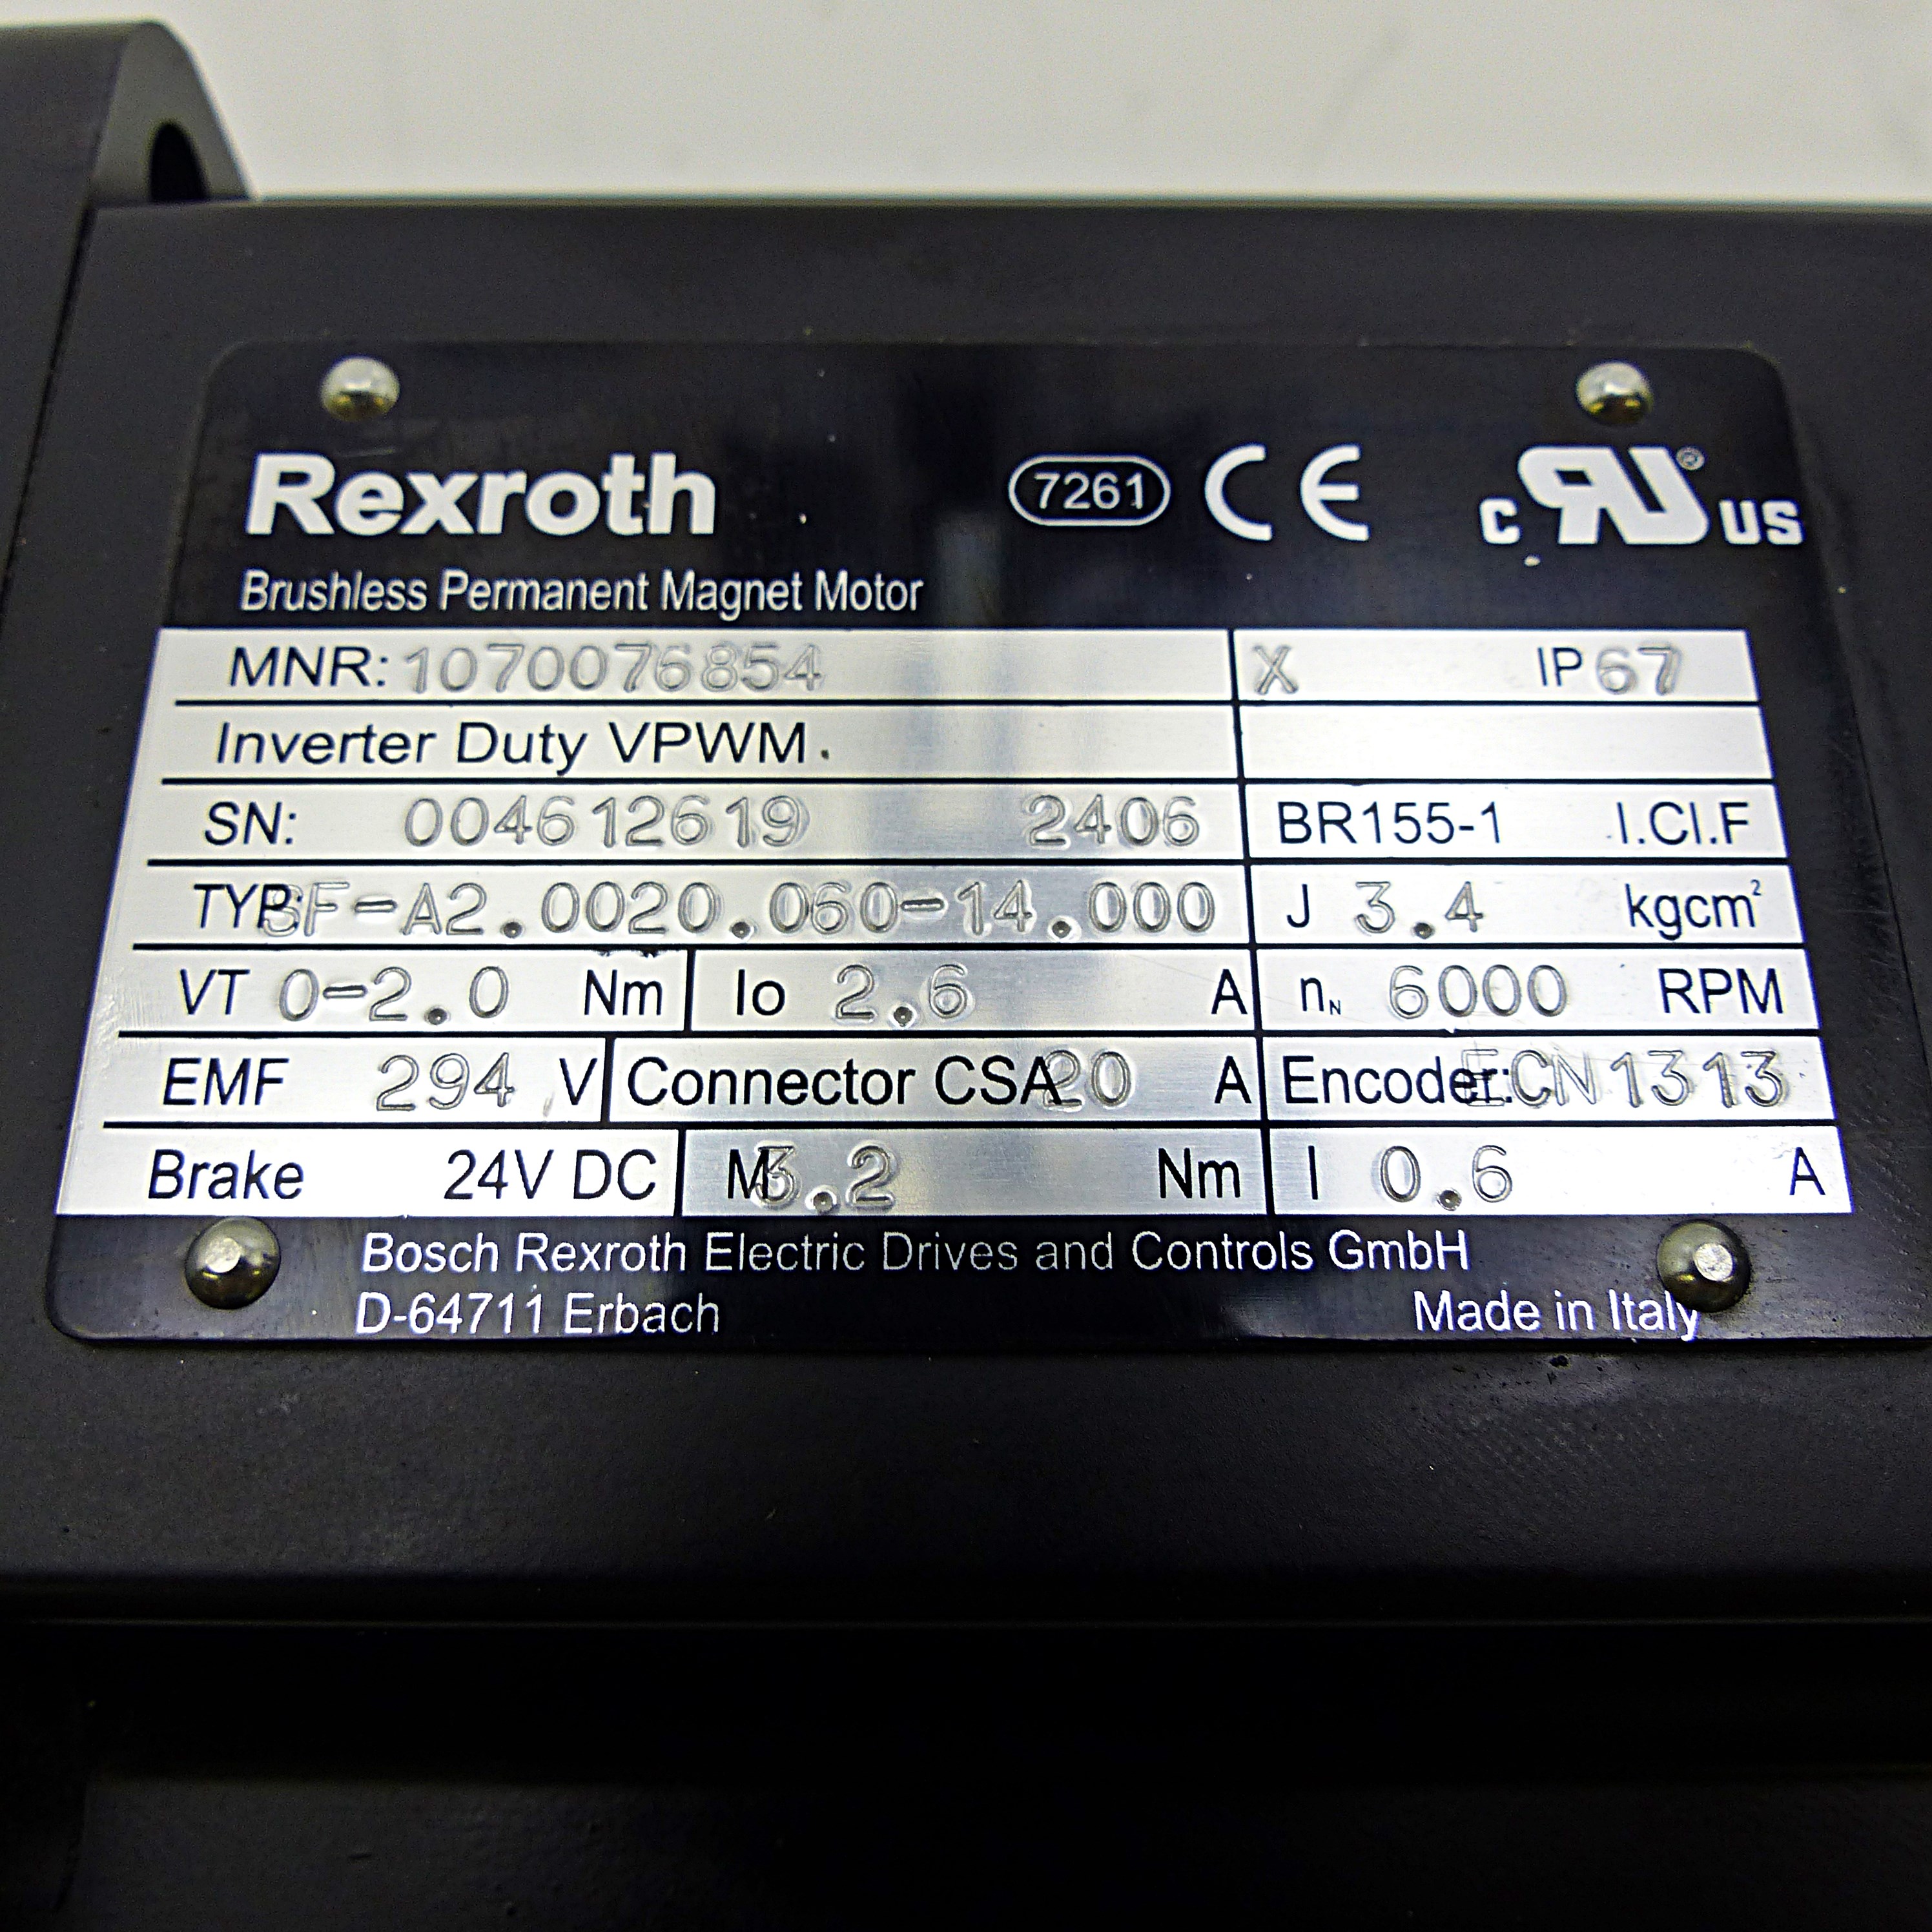 Rexroth 7261 CE c RU® US
Brushless Permanent Magnet Motor
MNR: 1070076854 X IP 67
Inverter Duty VPWM.
SN: 004612619 2406 BR155-1 I.Cl.F
TYP: SF-A2.0020.060-14.000 J 3.4 kgcm²
VT 0-2.0 Nm Io 2.6 A nN 6000 RPM
EMF 294 V Connector CSA 20 A Encoder: ECN1313
Brake 24V DC M 3.2 Nm I 0.6 A
Bosch Rexroth Electric Drives and Controls GmbH
D-64711 Erbach Made in Italy